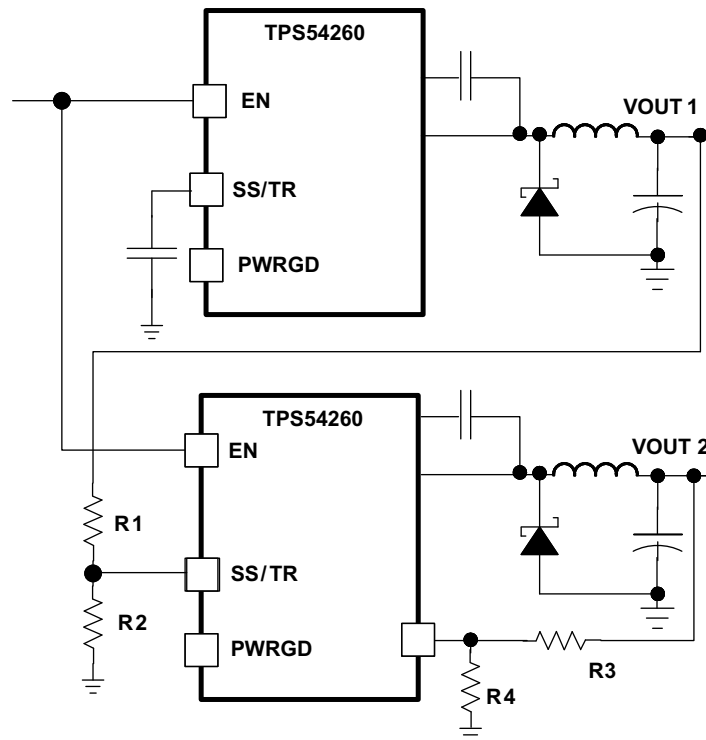 TPS54260
EN
VOUT 1
SS/TR
PWRGD
TPS54260
EN
VOUT 2
R1
SS/TR
R2
PWRGD
R3
R4